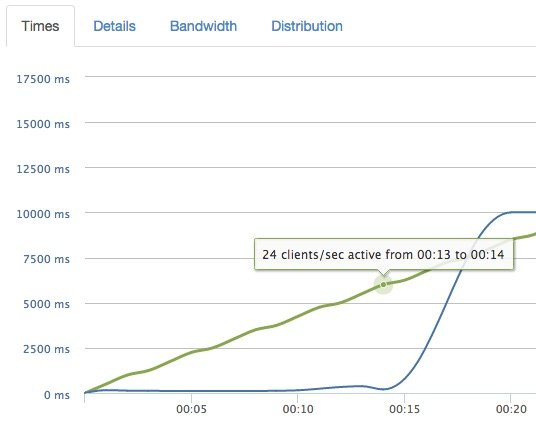 Times Details Bandwidth Distribution
17500 ms
15000 ms
12500 ms
10000 ms
24 clients/sec active from 00:13 to 00:14
7500 ms
5000 ms
2500 ms
0 ms
00:05 00:10 00:15 00:20